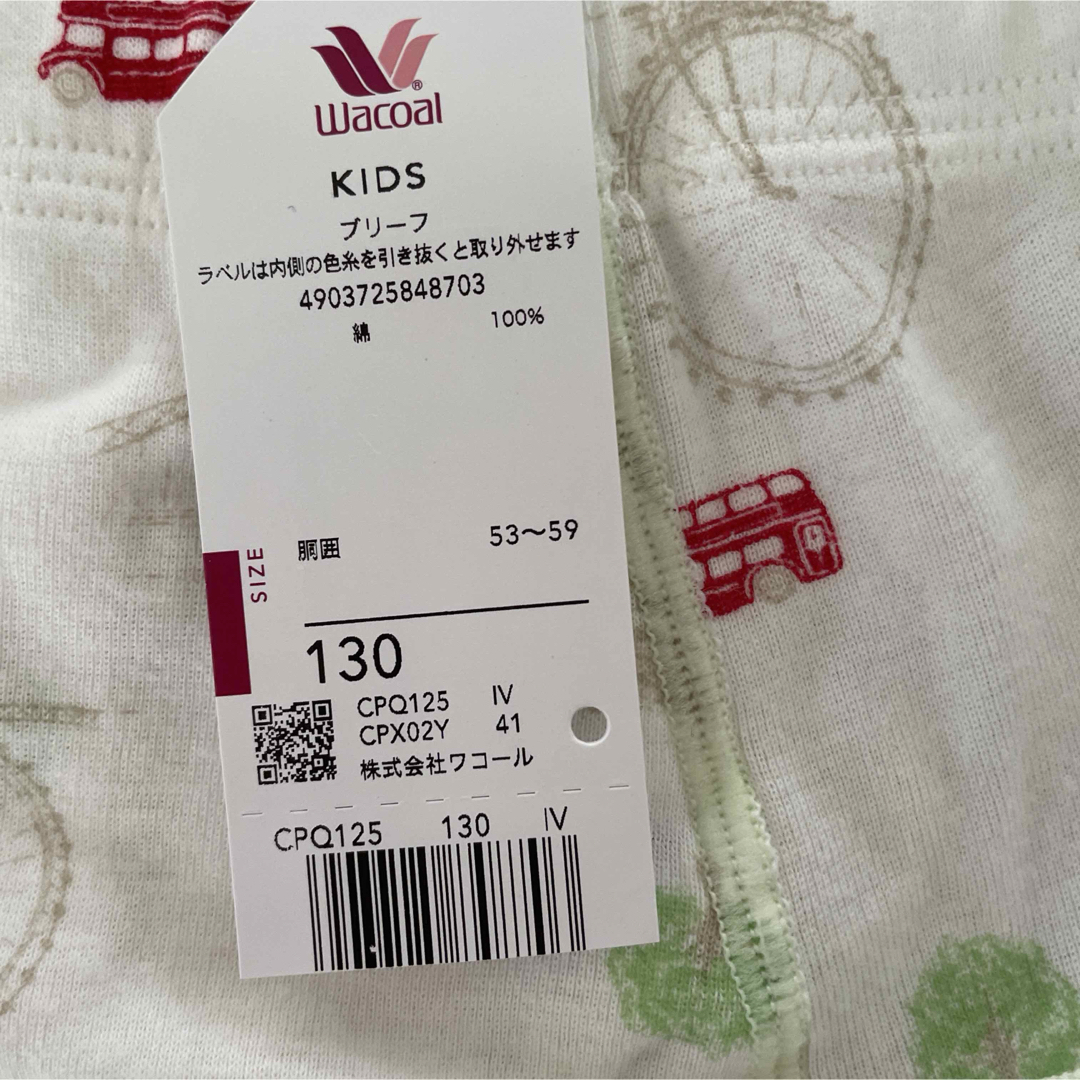 Wacoal®
KIDS
ブリーフ
ラベルは内側の色糸を引き抜くと取り外せます
4903725848703
綿 100%
SIZE
胴囲 53～59
130
CPQ125 IV
CPX02Y 41
株式会社ワコール
CPQ125 130 IV